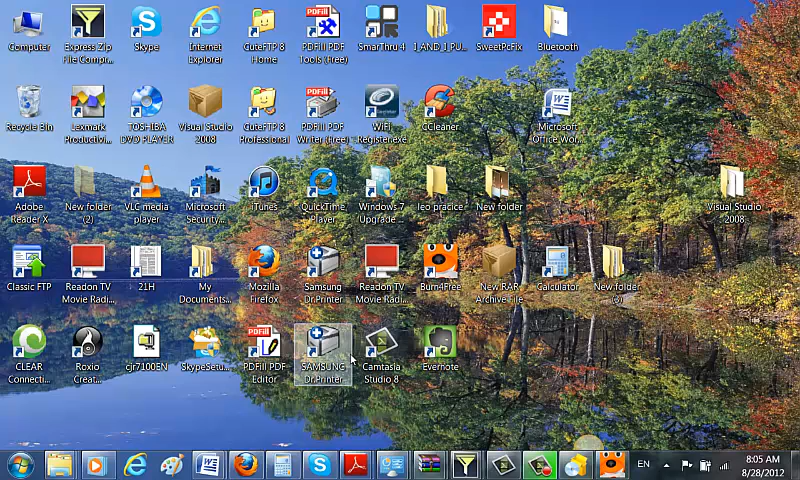 Computer
Express Zip
File Compr...
Skype
Internet
Explorer
CuteFTP 8
Home
PDFill PDF
Tools (Free)
SmarThru 4
I_AND_I_PU...
SweetPcFix
Bluetooth
Recycle Bin
Lexmark
Productivi...
TOSHIBA
DVD PLAYER
Visual Studio
2008
CuteFTP 8
Professional
PDFill PDF
Writer (Free)
WiFi
-Register.exe
CCleaner
Microsoft
Office Wor...
Adobe
Reader X
New folder
(2)
VLC media
player
Microsoft
Security...
iTunes
QuickTime
Player
Windows 7
Upgrade...
leo pracice
New folder
Visual Studio
2008
Classic FTP
Readon TV
Movie Radi...
21H
My
Documents...
Mozilla
Firefox
Samsung
Dr.Printer
Readon TV
Movie Radi...
Burn4Free
New RAR
Archive File
Calculator
New folder
(3)
CLEAR
Connecti...
Roxio
Creat...
cjr7100EN
SkypeSetu...
PDFill PDF
Editor
SAMSUNG
Dr.Printer
Camtasia
Studio 8
Evernote
EN
8:05 AM
8/28/2012